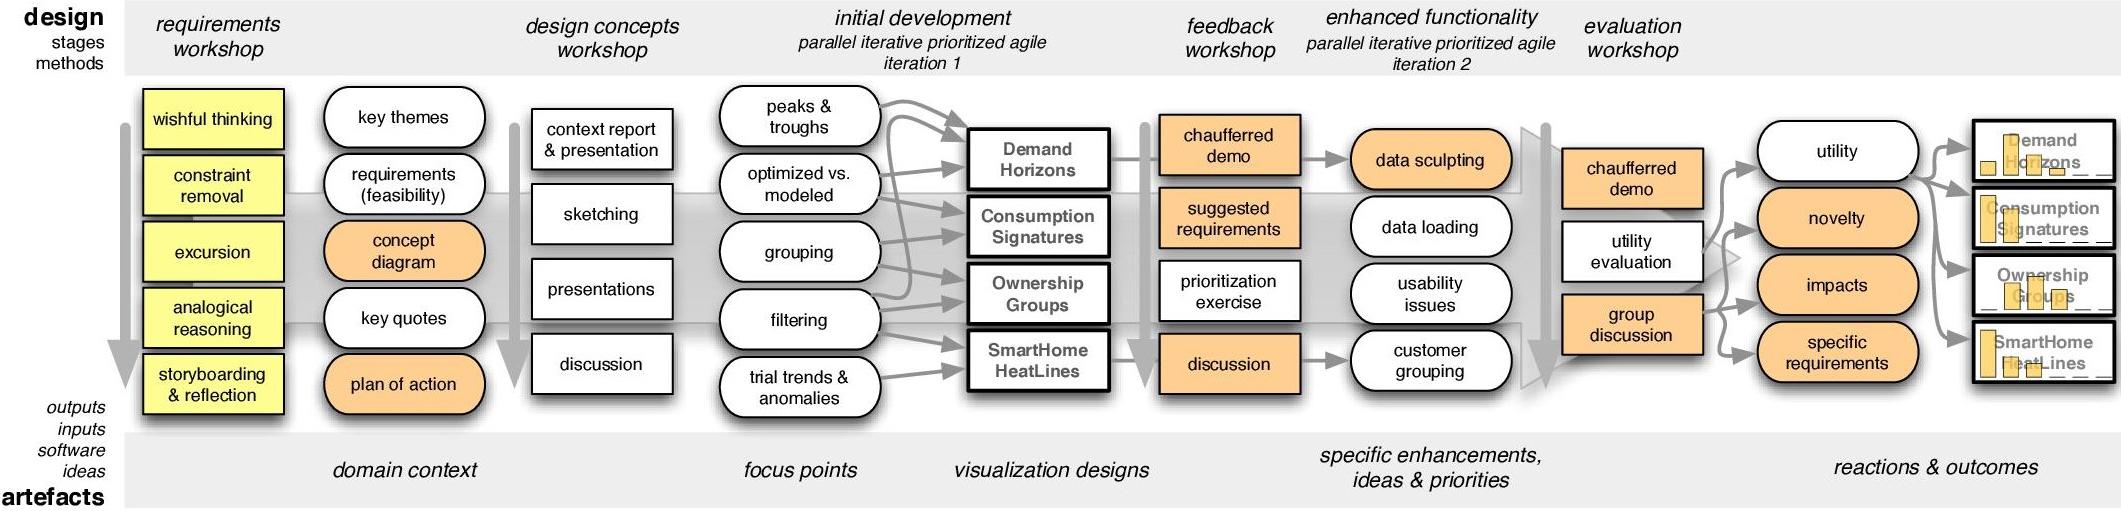 design
stages
methods
requirements
workshop
design concepts
workshop
initial development
parallel iterative prioritized agile
iteration 1
feedback
workshop
enhanced functionality
parallel iterative prioritized agile
iteration 2
evaluation
workshop
wishful thinking
constraint
removal
excursion
analogical
reasoning
storyboarding
& reflection
key themes
requirements
(feasibility)
concept
diagram
key quotes
plan of action
context report
& presentation
sketching
presentations
discussion
peaks &
troughs
optimized vs.
modeled
grouping
filtering
trial trends &
anomalies
Demand
Horizons
Consumption
Signatures
Ownership
Groups
SmartHome
HeatLines
chaufferred
demo
suggested
requirements
prioritization
exercise
discussion
data sculpting
data loading
usability
issues
customer
grouping
chaufferred
demo
utility
evaluation
group
discussion
utility
novelty
impacts
specific
requirements
Demand
Horizons
Consumption
Signatures
Ownership
Groups
SmartHome
HeatLines
outputs
inputs
software
ideas
artefacts
domain context
focus points
visualization designs
specific enhancements,
ideas & priorities
reactions & outcomes